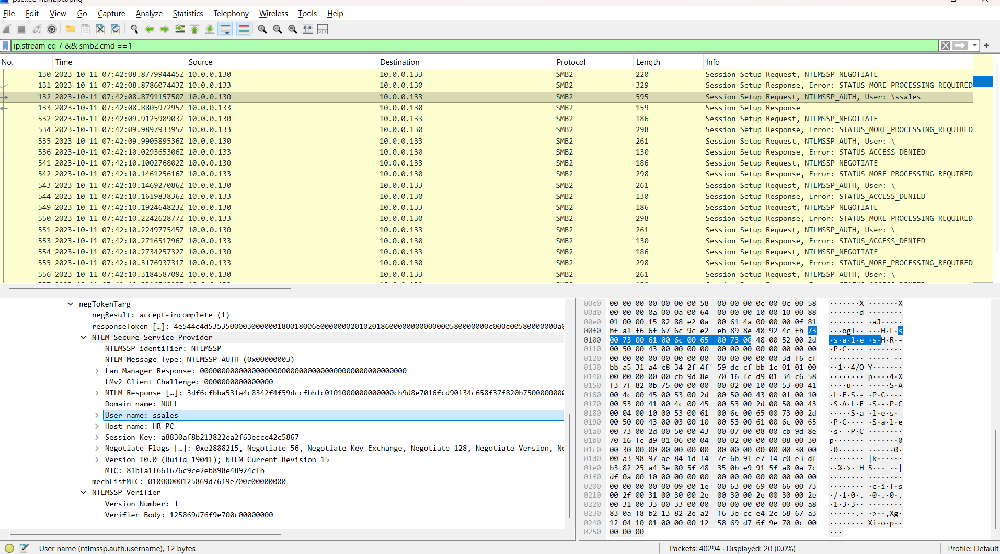 psexec-hunt.pcapng
File Edit View Go Capture Analyze Statistics Telephony Wireless Tools Help
ip.stream eq 7 && smb2.cmd ==1
No. Time Source Destination Protocol Length Info
130 2023-10-11 07:42:08.877994445Z 10.0.0.130 10.0.0.133 SMB2 220 Session Setup Request, NTLMSSP_NEGOTIATE
131 2023-10-11 07:42:08.878607443Z 10.0.0.133 10.0.0.130 SMB2 329 Session Setup Response, Error: STATUS_MORE_PROCESSING_REQUIRED
132 2023-10-11 07:42:08.879115750Z 10.0.0.130 10.0.0.133 SMB2 595 Session Setup Request, NTLMSSP_AUTH, User: \ssales
133 2023-10-11 07:42:08.880597295Z 10.0.0.133 10.0.0.130 SMB2 159 Session Setup Response
532 2023-10-11 07:42:09.912598903Z 10.0.0.130 10.0.0.133 SMB2 186 Session Setup Request, NTLMSSP_NEGOTIATE
534 2023-10-11 07:42:09.989793395Z 10.0.0.133 10.0.0.130 SMB2 298 Session Setup Response, Error: STATUS_MORE_PROCESSING_REQUIRED
535 2023-10-11 07:42:09.990589536Z 10.0.0.130 10.0.0.133 SMB2 261 Session Setup Request, NTLMSSP_AUTH, User: \
536 2023-10-11 07:42:10.029365306Z 10.0.0.133 10.0.0.130 SMB2 130 Session Setup Response, Error: STATUS_ACCESS_DENIED
541 2023-10-11 07:42:10.100276802Z 10.0.0.130 10.0.0.133 SMB2 186 Session Setup Request, NTLMSSP_NEGOTIATE
542 2023-10-11 07:42:10.146125616Z 10.0.0.133 10.0.0.130 SMB2 298 Session Setup Response, Error: STATUS_MORE_PROCESSING_REQUIRED
543 2023-10-11 07:42:10.146927086Z 10.0.0.130 10.0.0.133 SMB2 261 Session Setup Request, NTLMSSP_AUTH, User: \
544 2023-10-11 07:42:10.161983836Z 10.0.0.133 10.0.0.130 SMB2 130 Session Setup Response, Error: STATUS_ACCESS_DENIED
549 2023-10-11 07:42:10.192464823Z 10.0.0.130 10.0.0.133 SMB2 186 Session Setup Request, NTLMSSP_NEGOTIATE
550 2023-10-11 07:42:10.224262877Z 10.0.0.133 10.0.0.130 SMB2 298 Session Setup Response, Error: STATUS_MORE_PROCESSING_REQUIRED
551 2023-10-11 07:42:10.224977545Z 10.0.0.130 10.0.0.133 SMB2 261 Session Setup Request, NTLMSSP_AUTH, User: \
553 2023-10-11 07:42:10.271651796Z 10.0.0.133 10.0.0.130 SMB2 130 Session Setup Response, Error: STATUS_ACCESS_DENIED
554 2023-10-11 07:42:10.273425732Z 10.0.0.130 10.0.0.133 SMB2 186 Session Setup Request, NTLMSSP_NEGOTIATE
555 2023-10-11 07:42:10.317693731Z 10.0.0.133 10.0.0.130 SMB2 298 Session Setup Response, Error: STATUS_MORE_PROCESSING_REQUIRED
556 2023-10-11 07:42:10.318458709Z 10.0.0.130 10.0.0.133 SMB2 261 Session Setup Request, NTLMSSP_AUTH, User: \
negTokenTarg
negResult: accept-incomplete (1)
responseToken […]: 4e544c4d5353500003000000180018006e00000002010201860000000000000058000000c000c00580000000a0
NTLM Secure Service Provider
NTLMSSP identifier: NTLMSSP
NTLM Message Type: NTLMSSP_AUTH (0x00000003)
Lan Manager Response: 000000000000000000000000000000000000000000000000
LMv2 Client Challenge: 0000000000000000
NTLM Response […]: 3df6cfbba531a4c8342f4f59dccfbb1c0101000000000000cb9d8e7016fcd90134c658f37f820b7500000000
Domain name: NULL
User name: ssales
Host name: HR-PC
Session Key: a8830af8b213822ea2f63ecce42c5867
Negotiate Flags […]: 0xe2888215, Negotiate 56, Negotiate Key Exchange, Negotiate 128, Negotiate Version, Ne
Version 10.0 (Build 19041); NTLM Current Revision 15
MIC: 81bfa1f66f676c9ce2eb898e48924cfb
mechListMIC: 01000000125869d76f9e700c00000000
NTLMSSP Verifier
Version Number: 1
Verifier Body: 125869d76f9e700c00000000
00c0 00 00 00 00 00 00 00 58 00 00 00 0c 00 0c 00 58 ·······X ·······X
00d0 00 00 00 0a 00 0a 00 64 00 00 00 10 00 10 00 88 ·······d ········
00e0 01 00 00 15 82 88 e2 0a 00 61 4a 00 00 00 0f 81 ········ ·aJ·····
00f0 bf a1 f6 6f 67 6c 9c e2 eb 89 8e 48 92 4c fb 73 ···ogl·· ···H·L·s
0100 00 73 00 61 00 6c 00 65 00 73 00 48 00 52 00 2d ·s·a·l·e ·s·H·R·-
0110 00 50 00 43 00 00 00 00 00 00 00 00 00 00 00 00 ·P·C···· ········
0120 00 00 00 00 00 00 00 00 00 00 00 00 00 3d f6 cf ········ ·····=··
0130 bb a5 31 a4 c8 34 2f 4f 59 dc cf bb 1c 01 01 00 ··1··4/O Y·······
0140 00 00 00 00 00 cb 9d 8e 70 16 fc d9 01 34 c6 58 ········ p····4·X
0150 f3 7f 82 0b 75 00 00 00 00 02 00 10 00 53 00 41 ····u··· ·····S·A
0160 00 4c 00 45 00 53 00 2d 00 50 00 43 00 01 00 10 ·L·E·S·- ·P·C····
0170 00 53 00 41 00 4c 00 45 00 53 00 2d 00 50 00 43 ·S·A·L·E ·S·-·P·C
0180 00 04 00 10 00 53 00 61 00 6c 00 65 00 73 00 2d ·····S·a ·l·e·s·-
0190 00 50 00 43 00 03 00 10 00 53 00 61 00 6c 00 65 ·P·C···· ·S·a·l·e
01a0 00 73 00 2d 00 50 00 43 00 07 00 08 00 cb 9d 8e ·s·-·P·C ········
01b0 70 16 fc d9 01 06 00 04 00 02 00 00 00 08 00 30 p······· ·······0
01c0 00 30 00 00 00 00 00 00 00 00 00 00 00 00 30 00 ·0······ ······0·
01d0 00 a3 98 97 ae 84 1d f4 7c 6b 91 e7 f4 c0 e3 df ········ |k······
01e0 b3 82 25 a4 3e 80 5f 48 35 0b e9 91 5f a8 0a 7c ··%·>·_H 5···_··|
01f0 df 0a 00 10 00 00 00 00 00 00 00 00 00 00 00 00 ········ ········
0200 00 00 00 00 00 09 00 1e 00 63 00 69 00 66 00 73 ········ ·c·i·f·s
0210 00 2f 00 31 00 30 00 2e 00 30 00 2e 00 30 00 2e ·/·1·0·. ·0·.·0·.
0220 00 31 00 33 00 33 00 00 00 00 00 00 00 00 00 a8 ·1·3·3·· ········
0230 83 0a f8 b2 13 82 2e a2 f6 3e cc e4 2c 58 67 a3 ······.· ·>··,Xg·
0240 12 04 10 01 00 00 00 12 58 69 d7 6f 9e 70 0c 00 ········ Xi·o·p··
0250 00 00 00 ···
User name (ntlmssp.auth.username), 12 bytes
Packets: 40294 · Displayed: 20 (0.0%)
Profile: Default